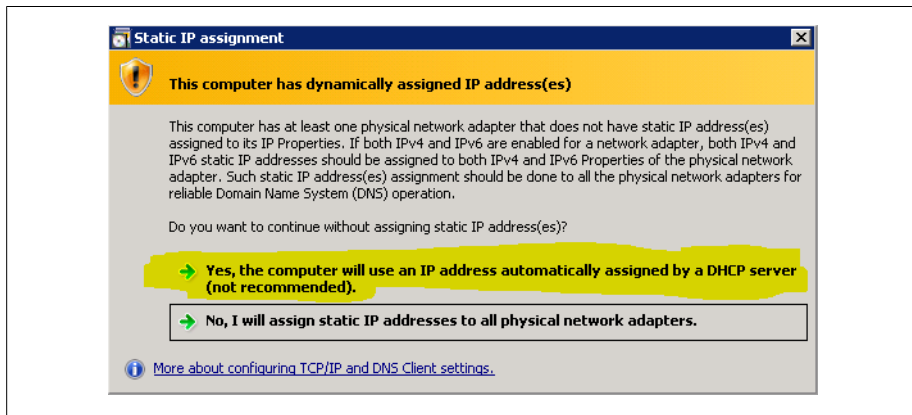 Static IP assignment
This computer has dynamically assigned IP address(es)
This computer has at least one physical network adapter that does not have static IP address(es)
assigned to its IP Properties. If both IPv4 and IPv6 are enabled for a network adapter, both IPv4 and
IPv6 static IP addresses should be assigned to both IPv4 and IPv6 Properties of the physical network
adapter. Such static IP address(es) assignment should be done to all the physical network adapters for
reliable Domain Name System (DNS) operation.
Do you want to continue without assigning static IP address(es)?
Yes, the computer will use an IP address automatically assigned by a DHCP server
(not recommended).
No, I will assign static IP addresses to all physical network adapters.
More about configuring TCP/IP and DNS Client settings.